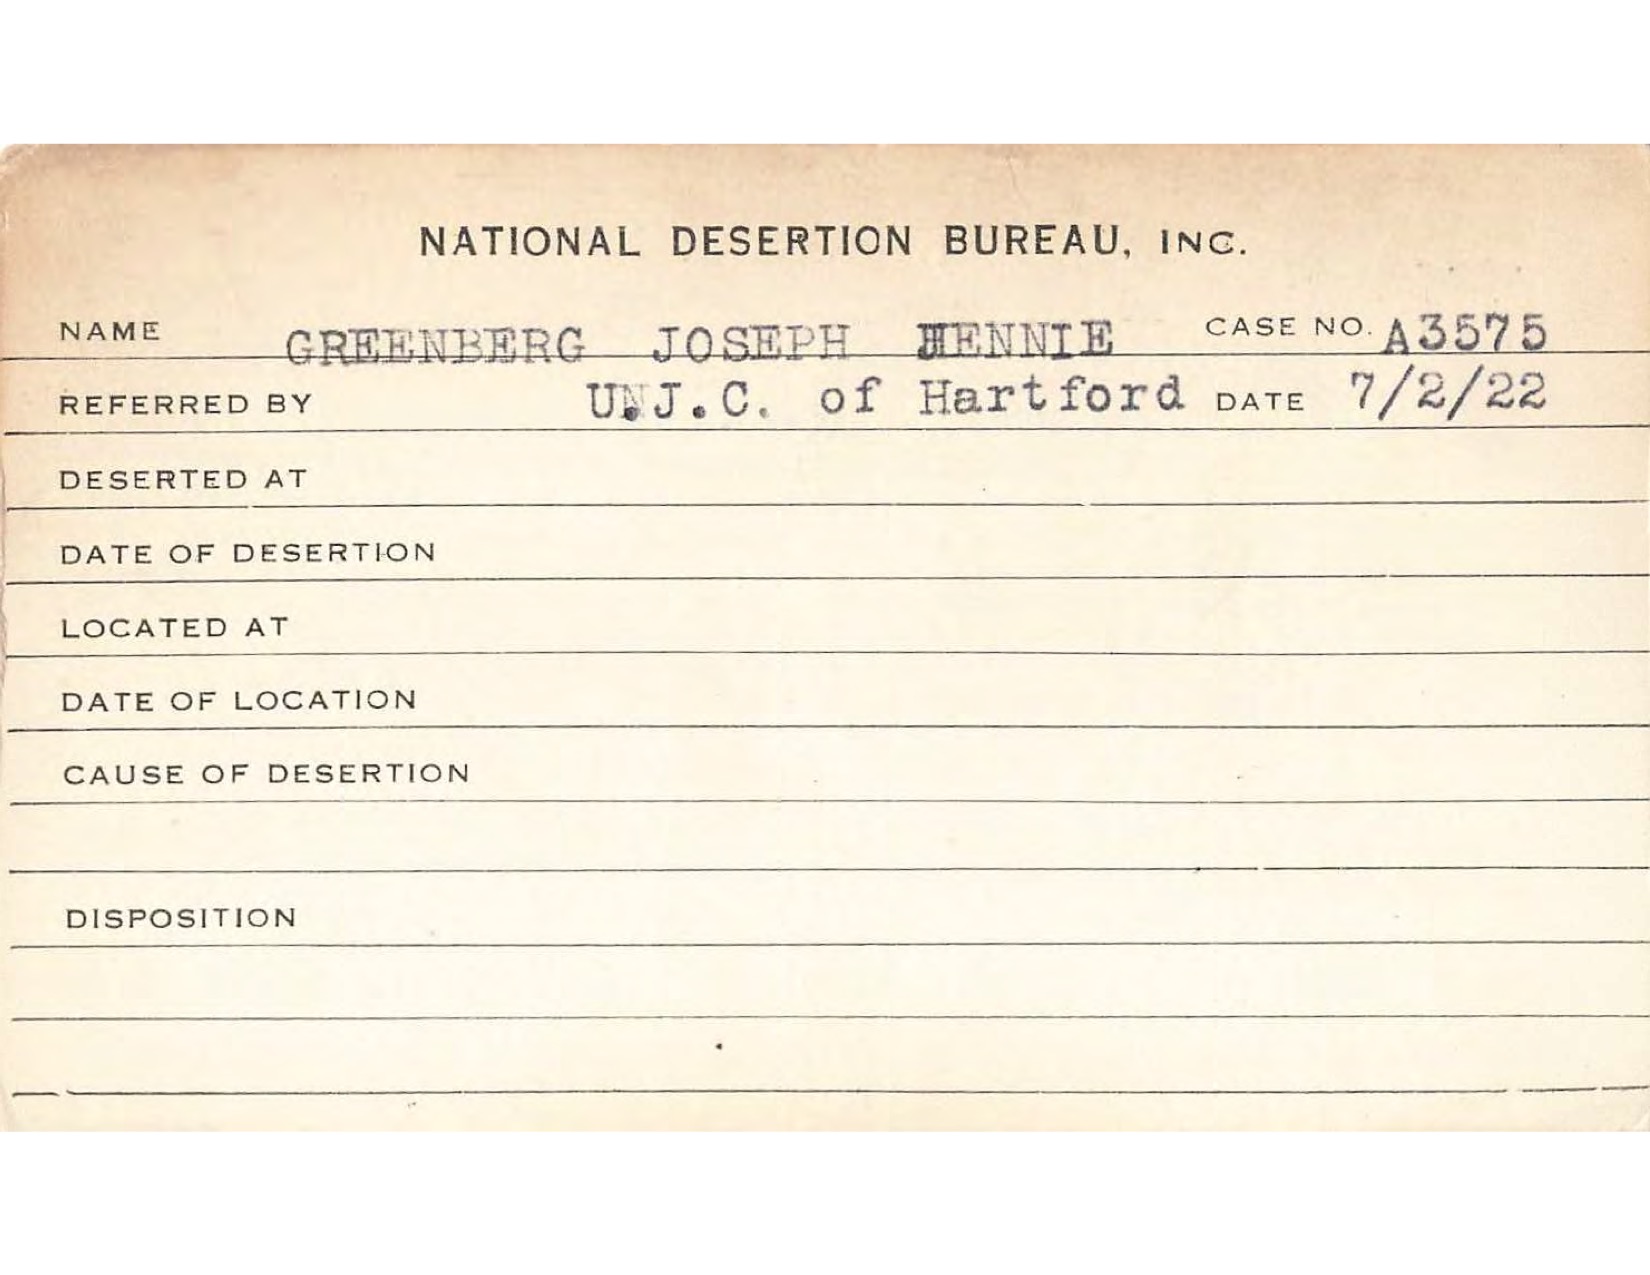 NATIONAL DESERTION BUREAU, INC.
NAME GREENBERG JOSEPH CASE NO. A3575
REFERRED BY U.J.C. of Hartford DATE 7/2/22
DESERTED AT
DATE OF DESERTION
LOCATED AT
DATE OF LOCATION
CAUSE OF DESERTION
DISPOSITION